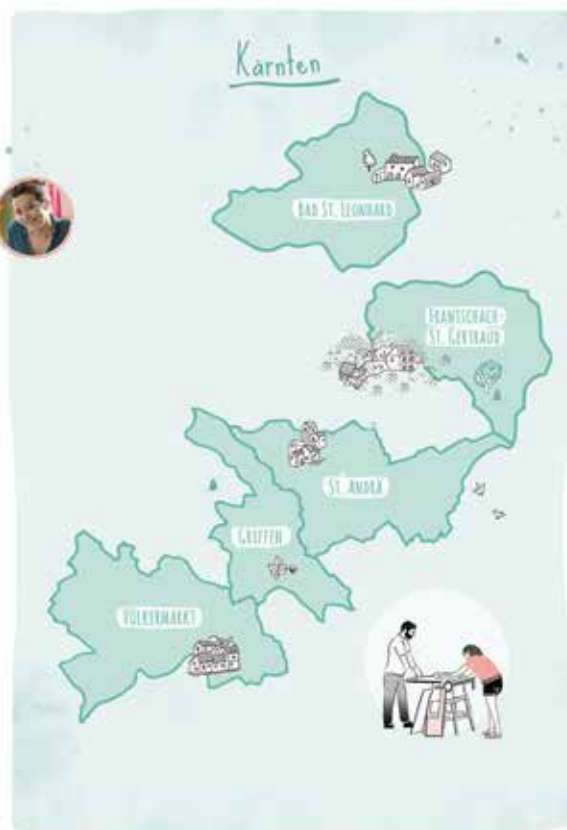 Kärnten
BAD ST. LEONHARD
FRANTSCHACH-
ST. GERTRAUD
ST. ANDRÄ
GRIFFEN
VÖLKERMARKT